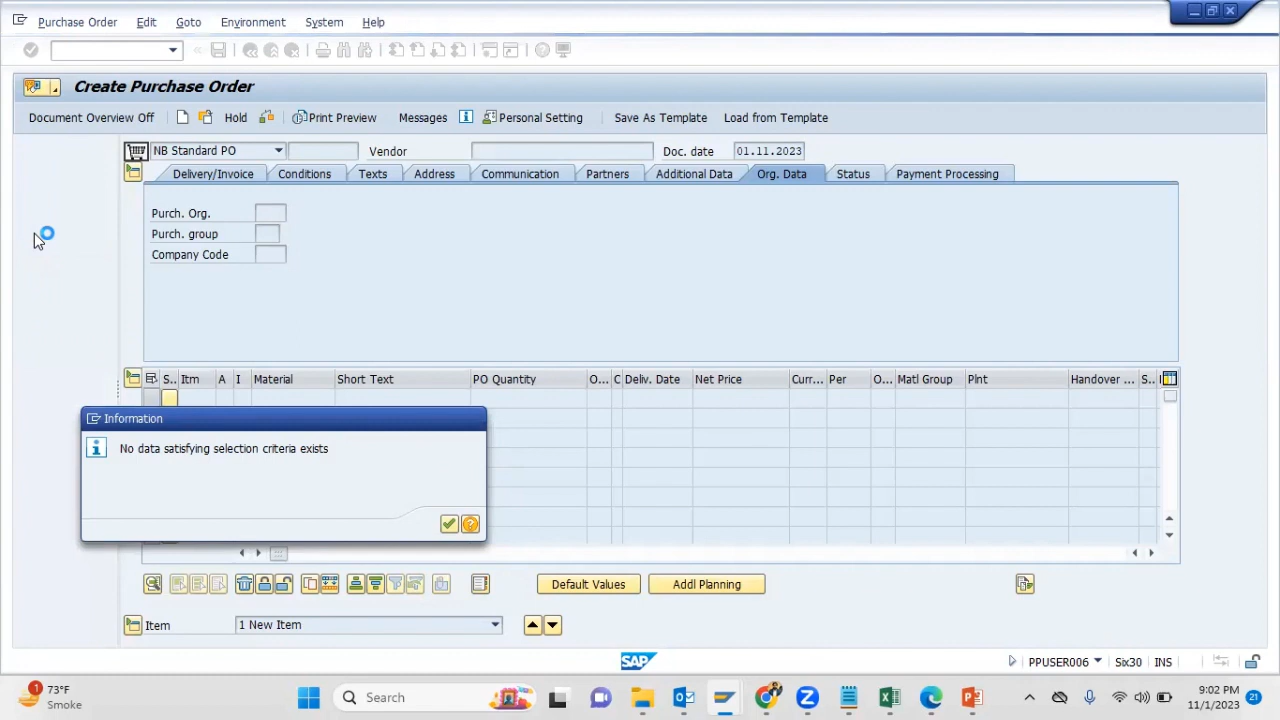 Purchase Order Edit Goto Environment System Help
Create Purchase Order
Document Overview Off Hold Print Preview Messages Personal Setting Save As Template Load from Template
NB Standard PO Vendor Doc. date 01.11.2023
Delivery/Invoice Conditions Texts Address Communication Partners Additional Data Org. Data Status Payment Processing
Purch. Org.
Purch. group
Company Code
S.. Itm A I Material Short Text PO Quantity O... C Deliv. Date Net Price Curr... Per O... Matl Group Plnt Handover ... S..
Information
No data satisfying selection criteria exists
Default Values Addl Planning
Item 1 New Item
SAP PPUSER006 Six30 INS
1 73°F Smoke Search 9:02 PM 11/1/2023 21